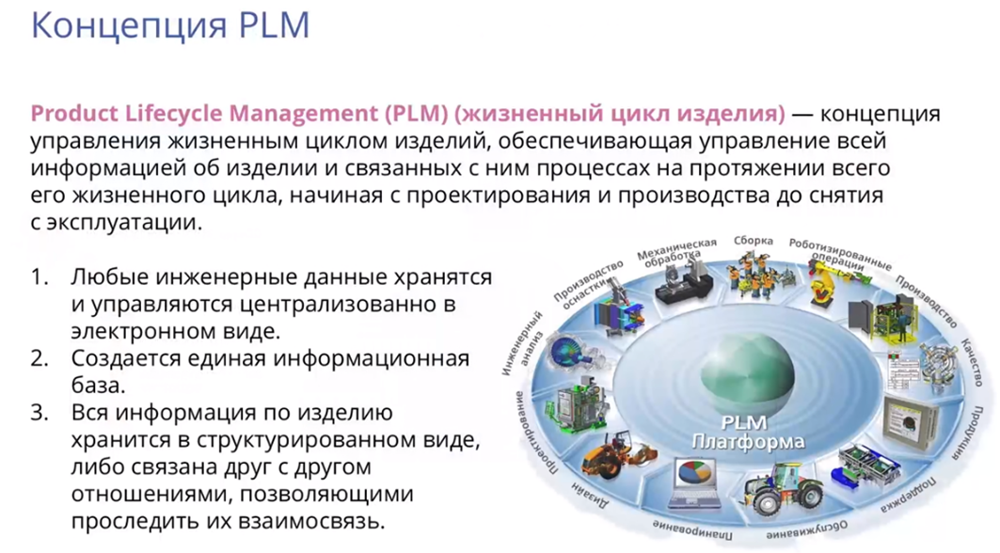 Концепция PLM
Product Lifecycle Management (PLM) (жизненный цикл изделия) — концепция
управления жизненным циклом изделий, обеспечивающая управление всей
информацией об изделии и связанных с ним процессах на протяжении всего
его жизненного цикла, начиная с проектирования и производства до снятия
с эксплуатации.
1. Любые инженерные данные хранятся
и управляются централизованно в
электронном виде.
2. Создается единая информационная
база.
3. Вся информация по изделию
хранится в структурированном виде,
либо связана друг с другом
отношениями, позволяющими
проследить их взаимосвязь.
Проектирование
Инженерный
анализ
Производство
оснастки
Механическая
обработка
Сборка
Роботизированные
операции
Производство
Качество
Продукция
Поддержка
Обслуживание
Планирование
Дизайн
PLM
Платформа